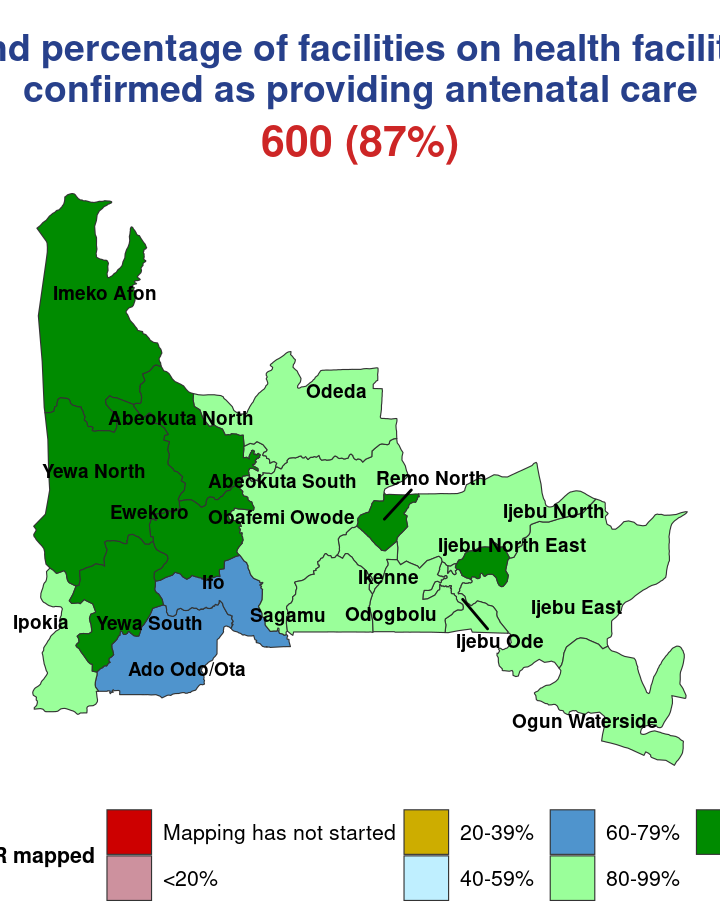 nd percentage of facilities on health facilit
confirmed as providing antenatal care
600 (87%)
Imeko Afon
Odeda
Abeokuta North
Yewa North
Abeokuta South
Remo North
Ewekoro
Obafemi Owode
Ijebu North
Ijebu North East
Ifo
Ikenne
Ipokia
Yewa South
Sagamu
Odogbolu
Ijebu East
Ijebu Ode
Ado Odo/Ota
Ogun Waterside
R mapped
Mapping has not started
20-39%
60-79%
<20%
40-59%
80-99%